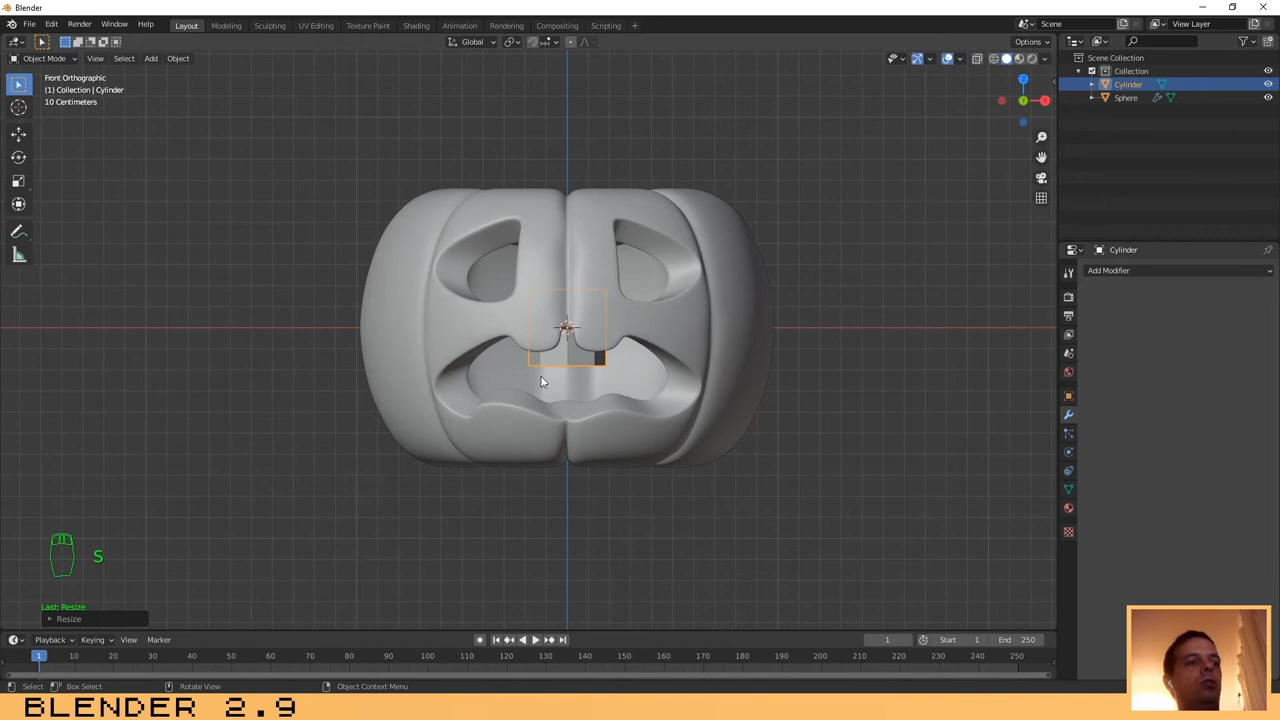 Blender
File Edit Render Window Help Layout Modeling Sculpting UV Editing Texture Paint Shading Animation Rendering Compositing Scripting + Scene View Layer
Global Options
Object Mode View Select Add Object
Front Orthographic
(1) Collection | Cylinder
10 Centimeters
Scene Collection
Collection
Cylinder
Sphere
Z
Y
X
Cylinder
Add Modifier
S
Last: Resize
Resize
Playback Keying View Marker 1 Start 1 End 250
1 10 20 30 40 50 60 70 80 90 100 110 120 130 140 150 160 170 180 190 200 210 220 230 240 250
Select Box Select Rotate View Object Context Menu
BLENDER 2.9